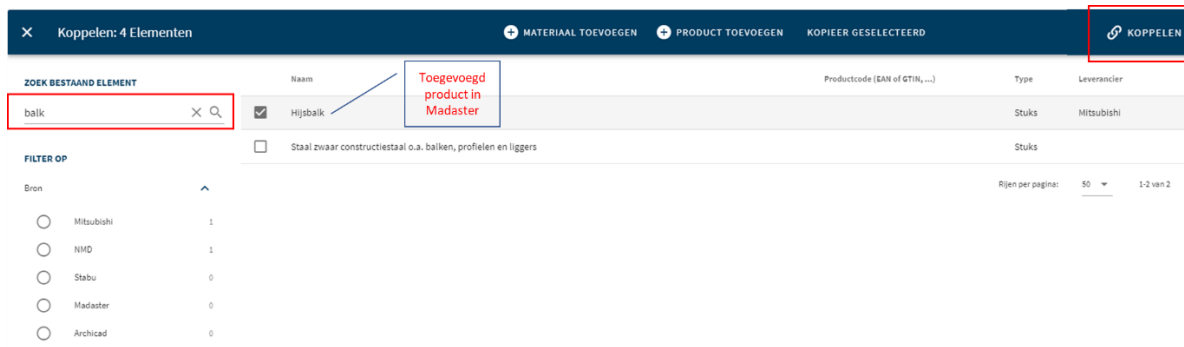 Koppelen: 4 Elementen
MATERIAAL TOEVOEGEN
PRODUCT TOEVOEGEN
KOPIEER GESELECTEERD
KOPPELEN
ZOEK BESTAAND ELEMENT
balk
FILTER OP
Bron
Mitsubishi 1
NMD 1
Stabu 0
Madaster 0
Archicad 0
Naam Productcode (EAN of GTIN, ...) Type Leverancier
Toegevoegd
product in
Madaster
Hijsbalk Stuks Mitsubishi
Staal zwaar constructiestaal o.a. balken, profielen en liggers Stuks
Rijen per pagina: 50 1-2 van 2